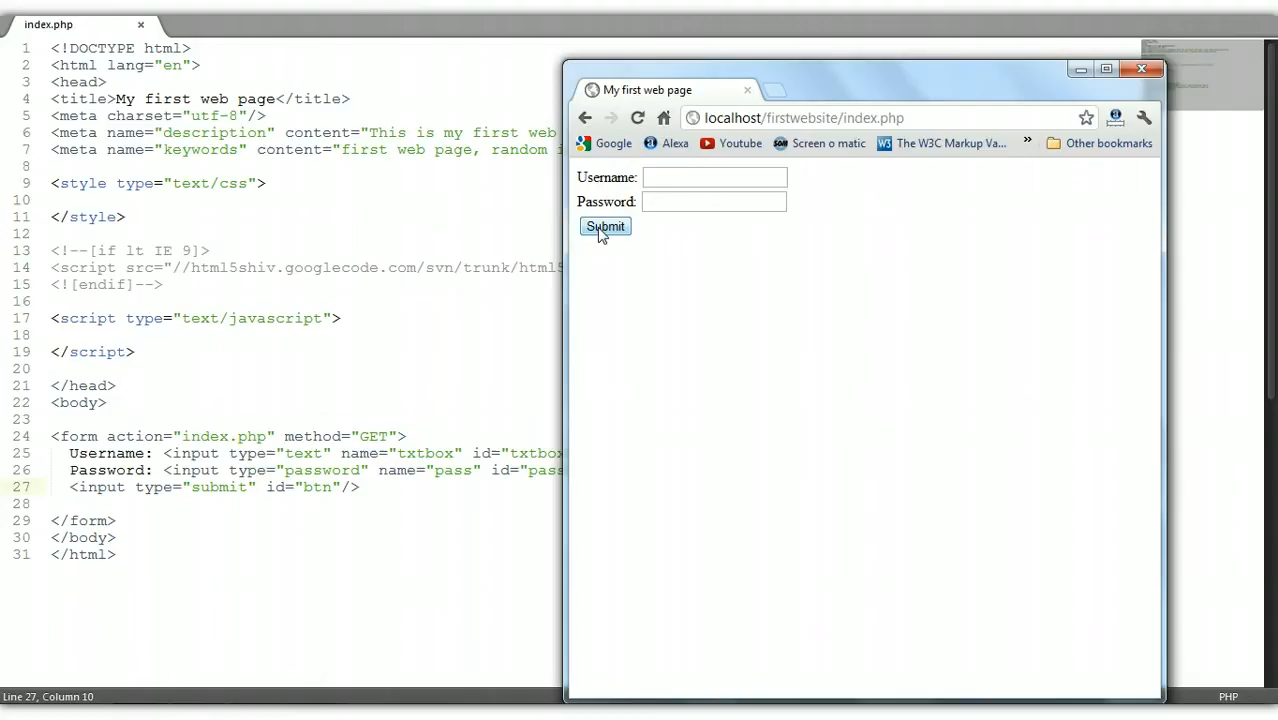 index.php
1 <!DOCTYPE html>
2 <html lang="en">
3 <head>
4 <title>My first web page</title>
5 <meta charset="utf-8"/>
6 <meta name="description" content="This is my first web
7 <meta name="keywords" content="first web page, random i
8
9 <style type="text/css">
10
11 </style>
12
13 <!--[if lt IE 9]>
14 <script src="//html5shiv.googlecode.com/svn/trunk/html5
15 <![endif]-->
16
17 <script type="text/javascript">
18
19 </script>
20
21 </head>
22 <body>
23
24 <form action="index.php" method="GET">
25 Username: <input type="text" name="txtbox" id="txtbox
26 Password: <input type="password" name="pass" id="pass
27 <input type="submit" id="btn"/>
28
29 </form>
30 </body>
31 </html>
Line 27, Column 10
PHP
My first web page
localhost/firstwebsite/index.php
Google Alexa Youtube Screen o matic The W3C Markup Va... » Other bookmarks
Username:
Password:
Submit